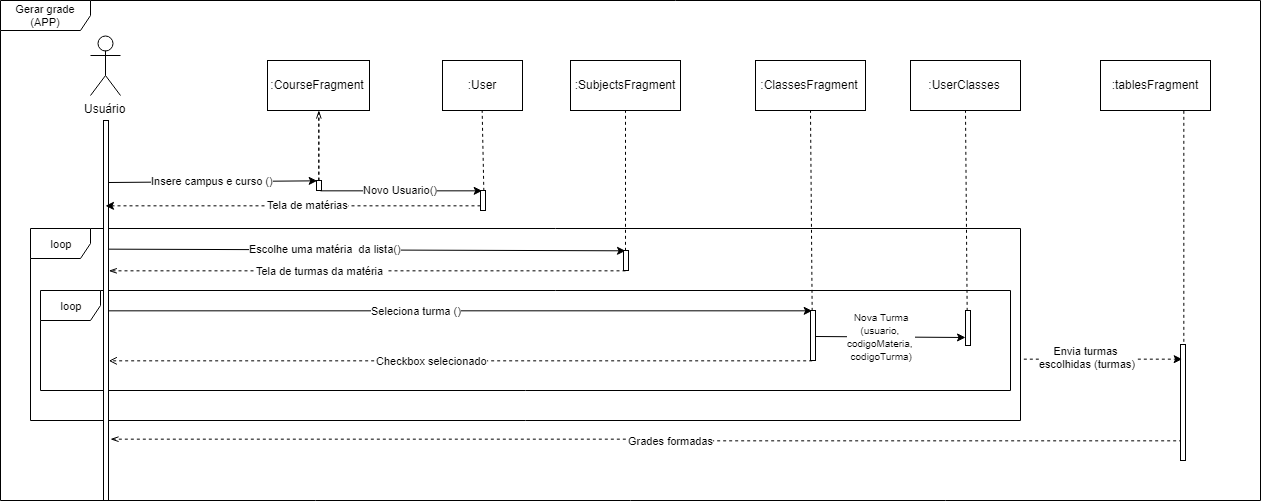 Gerar grade
(APP)
Usuário
:CourseFragment
:User
:SubjectsFragment
:ClassesFragment
:UserClasses
:tablesFragment
Insere campus e curso ()
Novo Usuario()
Tela de matérias
loop
Escolhe uma matéria da lista()
Tela de turmas da matéria
loop
Seleciona turma ()
Nova Turma
(usuario,
codigoMateria,
codigoTurma)
Checkbox selecionado
Envia turmas
escolhidas (turmas)
Grades formadas